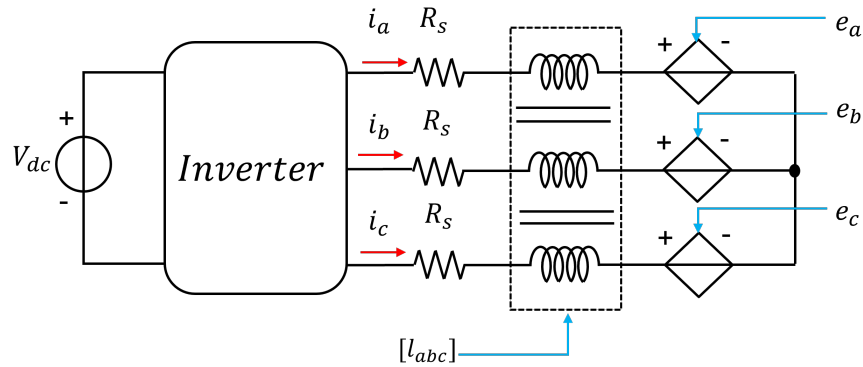 i_a R_s
+ - e_a
i_b R_s
+ - e_b
+
V_dc
-
Inverter
i_c R_s
+ - e_c
[l_abc]